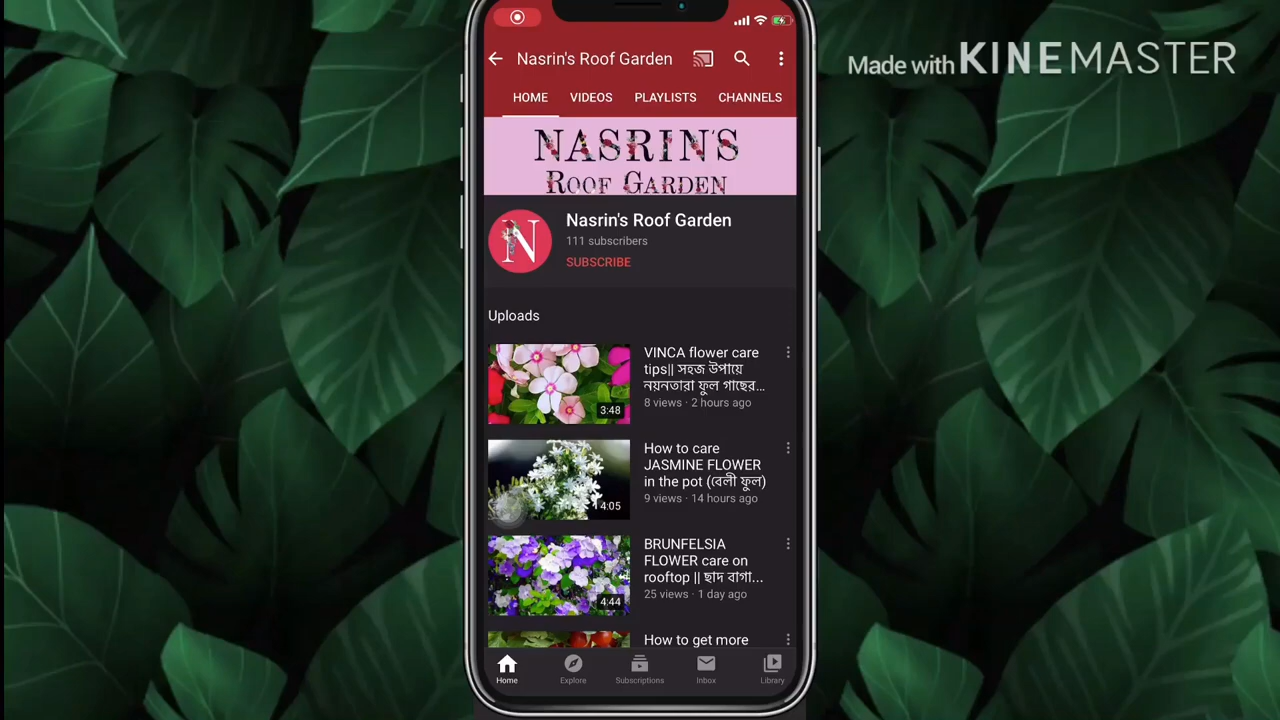 Made with KINEMASTER
Nasrin's Roof Garden
HOME VIDEOS PLAYLISTS CHANNELS
NASRIN'S
ROOF GARDEN
N
Nasrin's Roof Garden
111 subscribers
SUBSCRIBE
Uploads
VINCA flower care
tips|| সহজ উপায়ে
নয়নতারা ফুল গাছের...
8 views · 2 hours ago
3:48
How to care
JASMINE FLOWER
in the pot (বেলী ফুল)
9 views · 14 hours ago
4:05
BRUNFELSIA
FLOWER care on
rooftop || ছাদ বাগা...
25 views · 1 day ago
4:44
How to get more
Home Explore Subscriptions Inbox Library